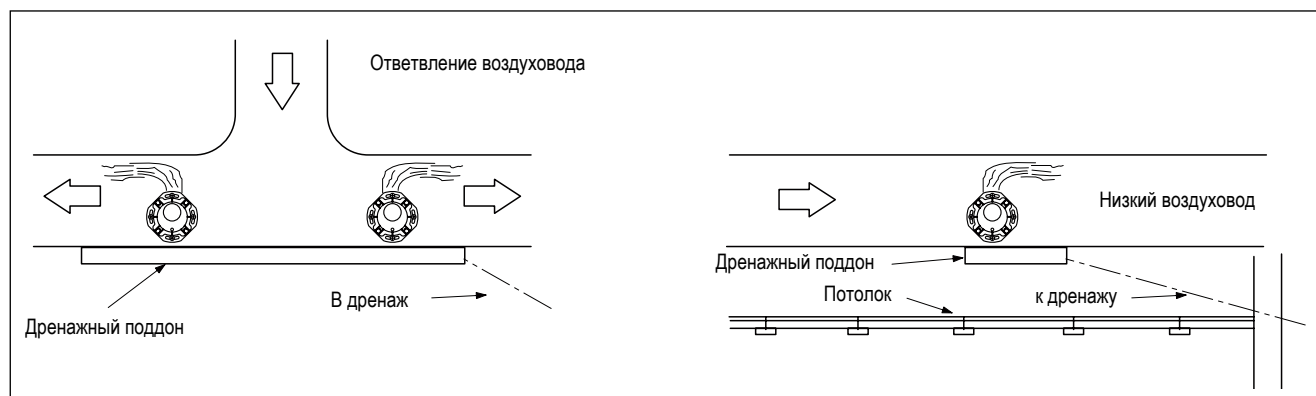 Ответвление воздуховода
В дренаж
Дренажный поддон
Низкий воздуховод
Дренажный поддон
Потолок
к дренажу